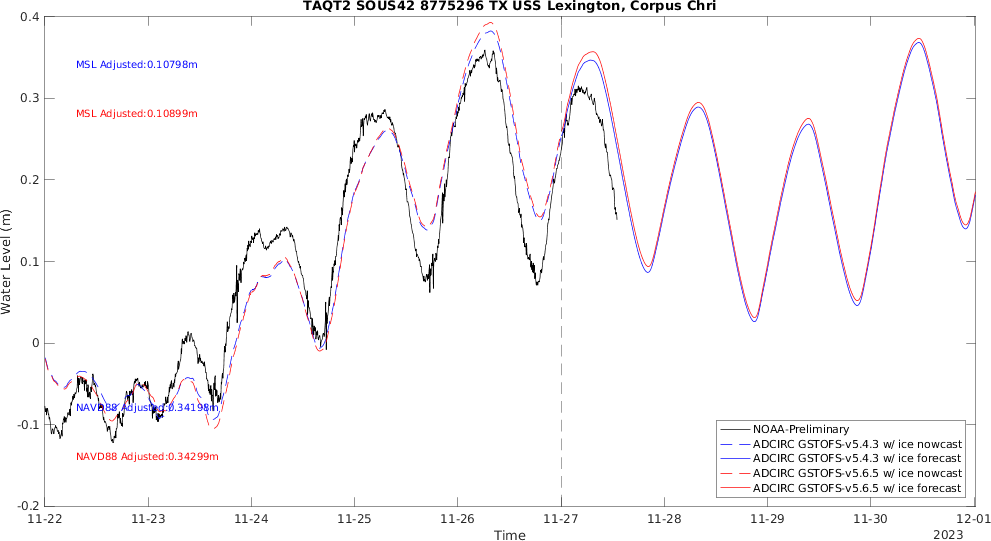 TAQT2 SOUS42 8775296 TX USS Lexington, Corpus Chri
0.4
0.3
0.2
0.1
0
-0.1
-0.2
Water Level (m)
MSL Adjusted:0.10798m
MSL Adjusted:0.10899m
NAVD88 Adjusted:0.34198m
NAVD88 Adjusted:0.34299m
NOAA-Preliminary
ADCIRC GSTOFS-v5.4.3 w/ ice nowcast
ADCIRC GSTOFS-v5.4.3 w/ ice forecast
ADCIRC GSTOFS-v5.6.5 w/ ice nowcast
ADCIRC GSTOFS-v5.6.5 w/ ice forecast
11-22 11-23 11-24 11-25 11-26 11-27 11-28 11-29 11-30 12-01
Time
2023